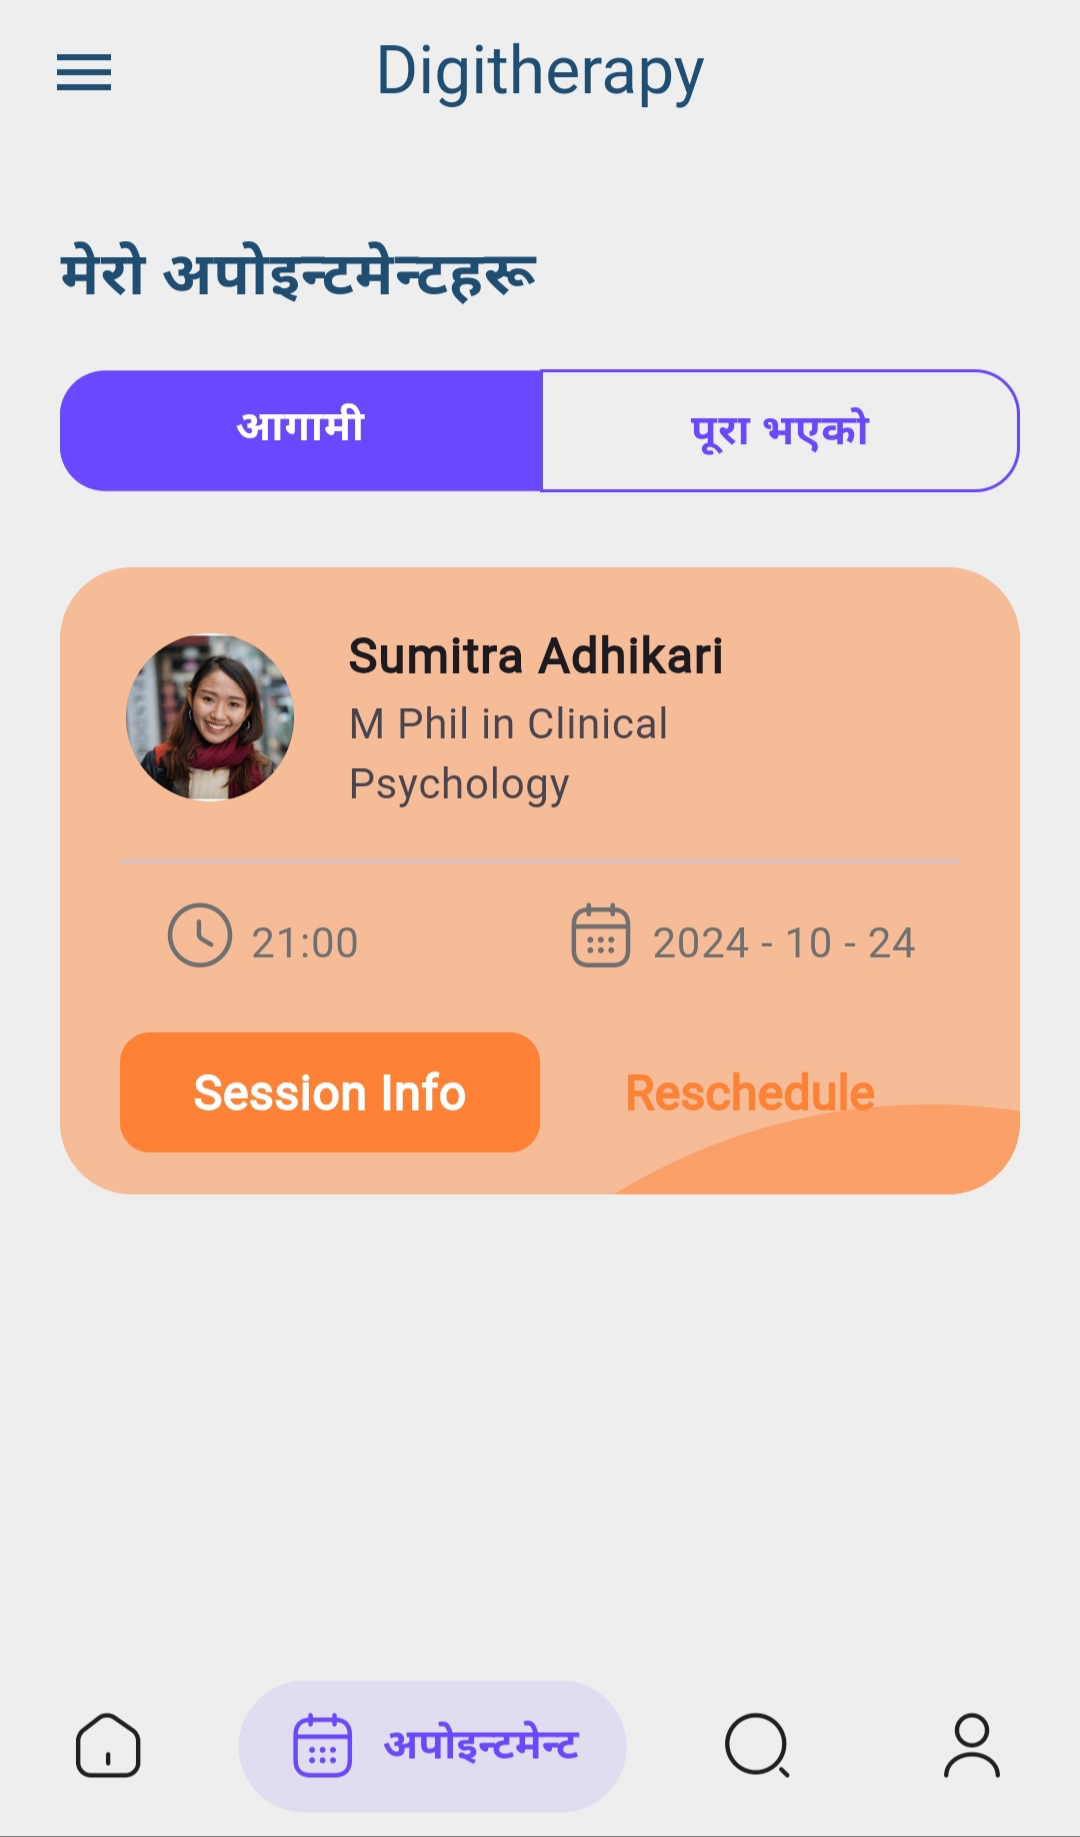 Digitherapy
मेरो अपोइन्टमेन्टहरू
आगामी
पूरा भएको
Sumitra Adhikari
M Phil in Clinical
Psychology
21:00
2024 - 10 - 24
Session Info
Reschedule
अपोइन्टमेन्ट